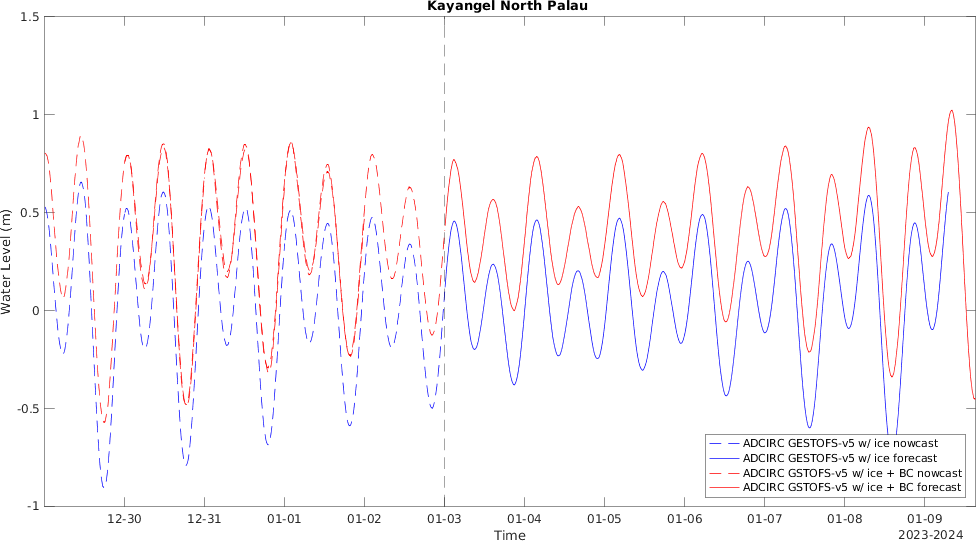 Kayangel North Palau
1.5
1
0.5
0
-0.5
-1
Water Level (m)
12-30
12-31
01-01
01-02
01-03
01-04
01-05
01-06
01-07
01-08
01-09
Time
2023-2024
ADCIRC GESTOFS-v5 w/ ice nowcast
ADCIRC GESTOFS-v5 w/ ice forecast
ADCIRC GSTOFS-v5 w/ ice + BC nowcast
ADCIRC GSTOFS-v5 w/ ice + BC forecast